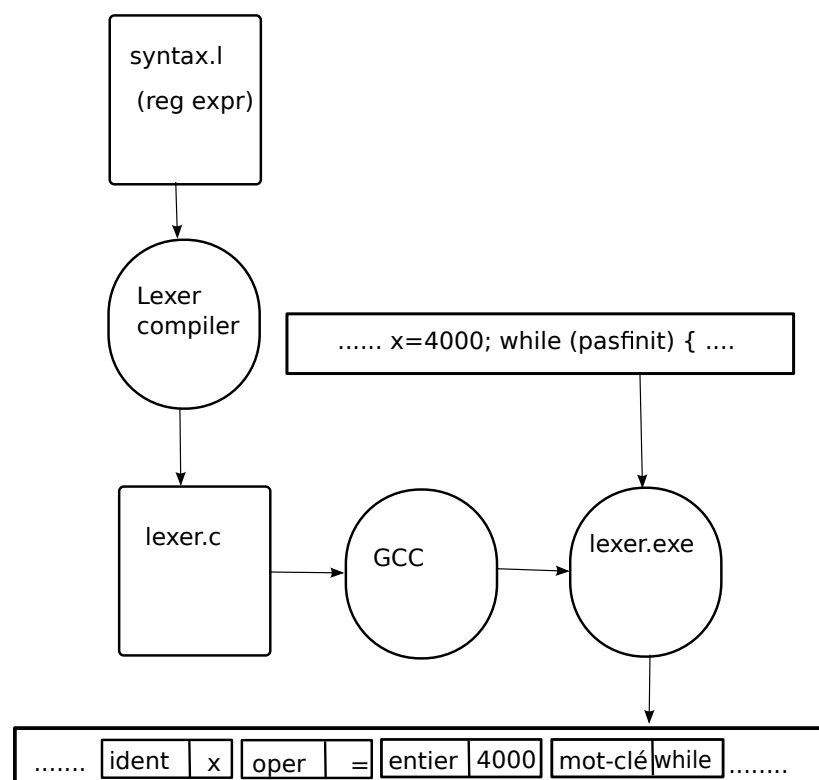 syntax.l
(reg expr)
Lexer
compiler
...... x=4000; while (pasfinit) { ....
lexer.c
GCC
lexer.exe
....... ident x oper = entier 4000 mot-clé while ........